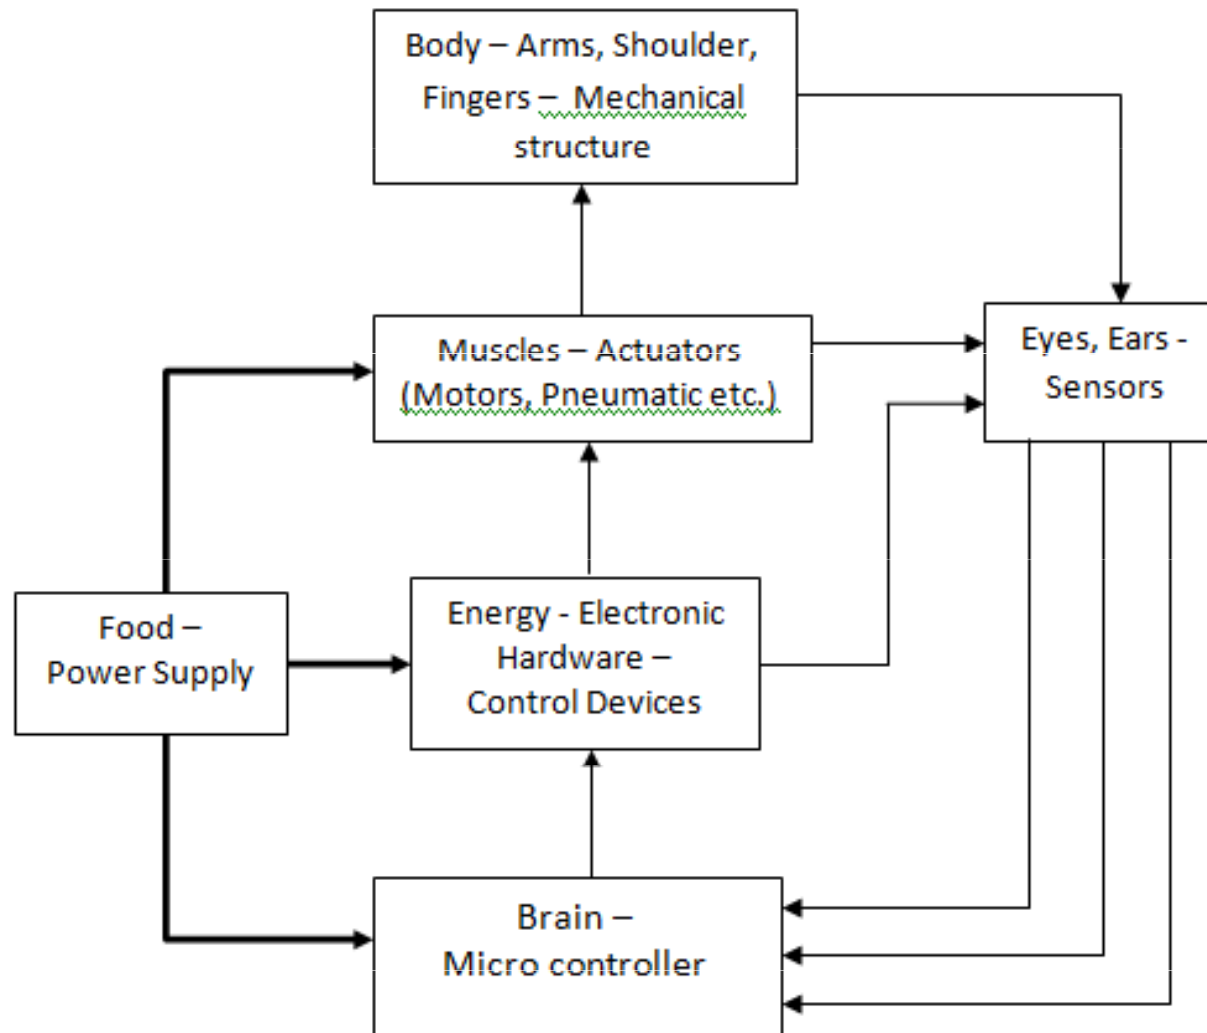 Body – Arms, Shoulder,
Fingers – Mechanical
structure
Muscles – Actuators
(Motors, Pneumatic etc.)
Eyes, Ears -
Sensors
Food –
Power Supply
Energy - Electronic
Hardware –
Control Devices
Brain –
Micro controller